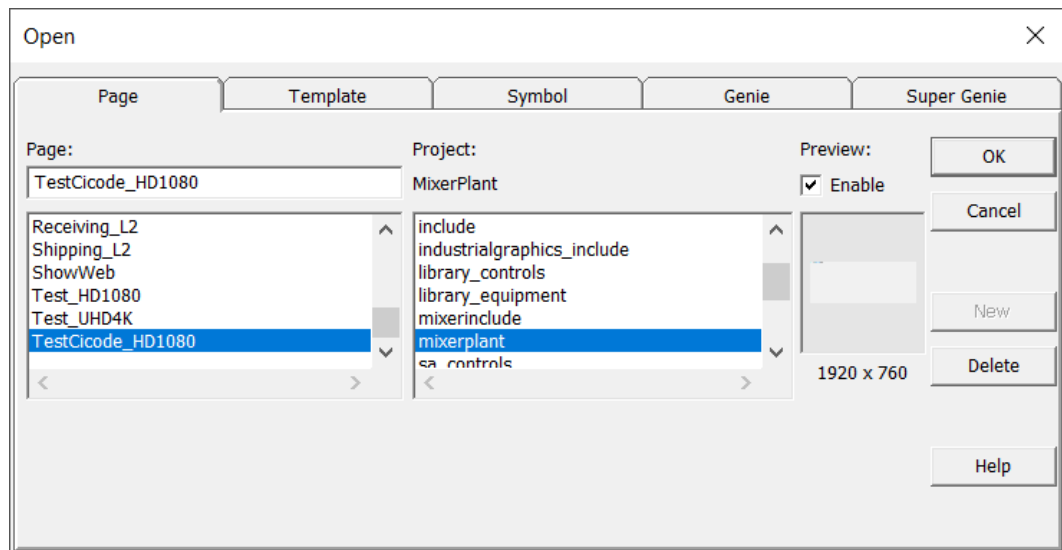 Open
Page
Template
Symbol
Genie
Super Genie
Page:
TestCicode_HD1080
Receiving_L2
Shipping_L2
ShowWeb
Test_HD1080
Test_UHD4K
TestCicode_HD1080
Project:
MixerPlant
include
industrialgraphics_include
library_controls
library_equipment
mixerinclude
mixerplant
sa_controls
Preview:
Enable
1920 x 760
OK
Cancel
New
Delete
Help